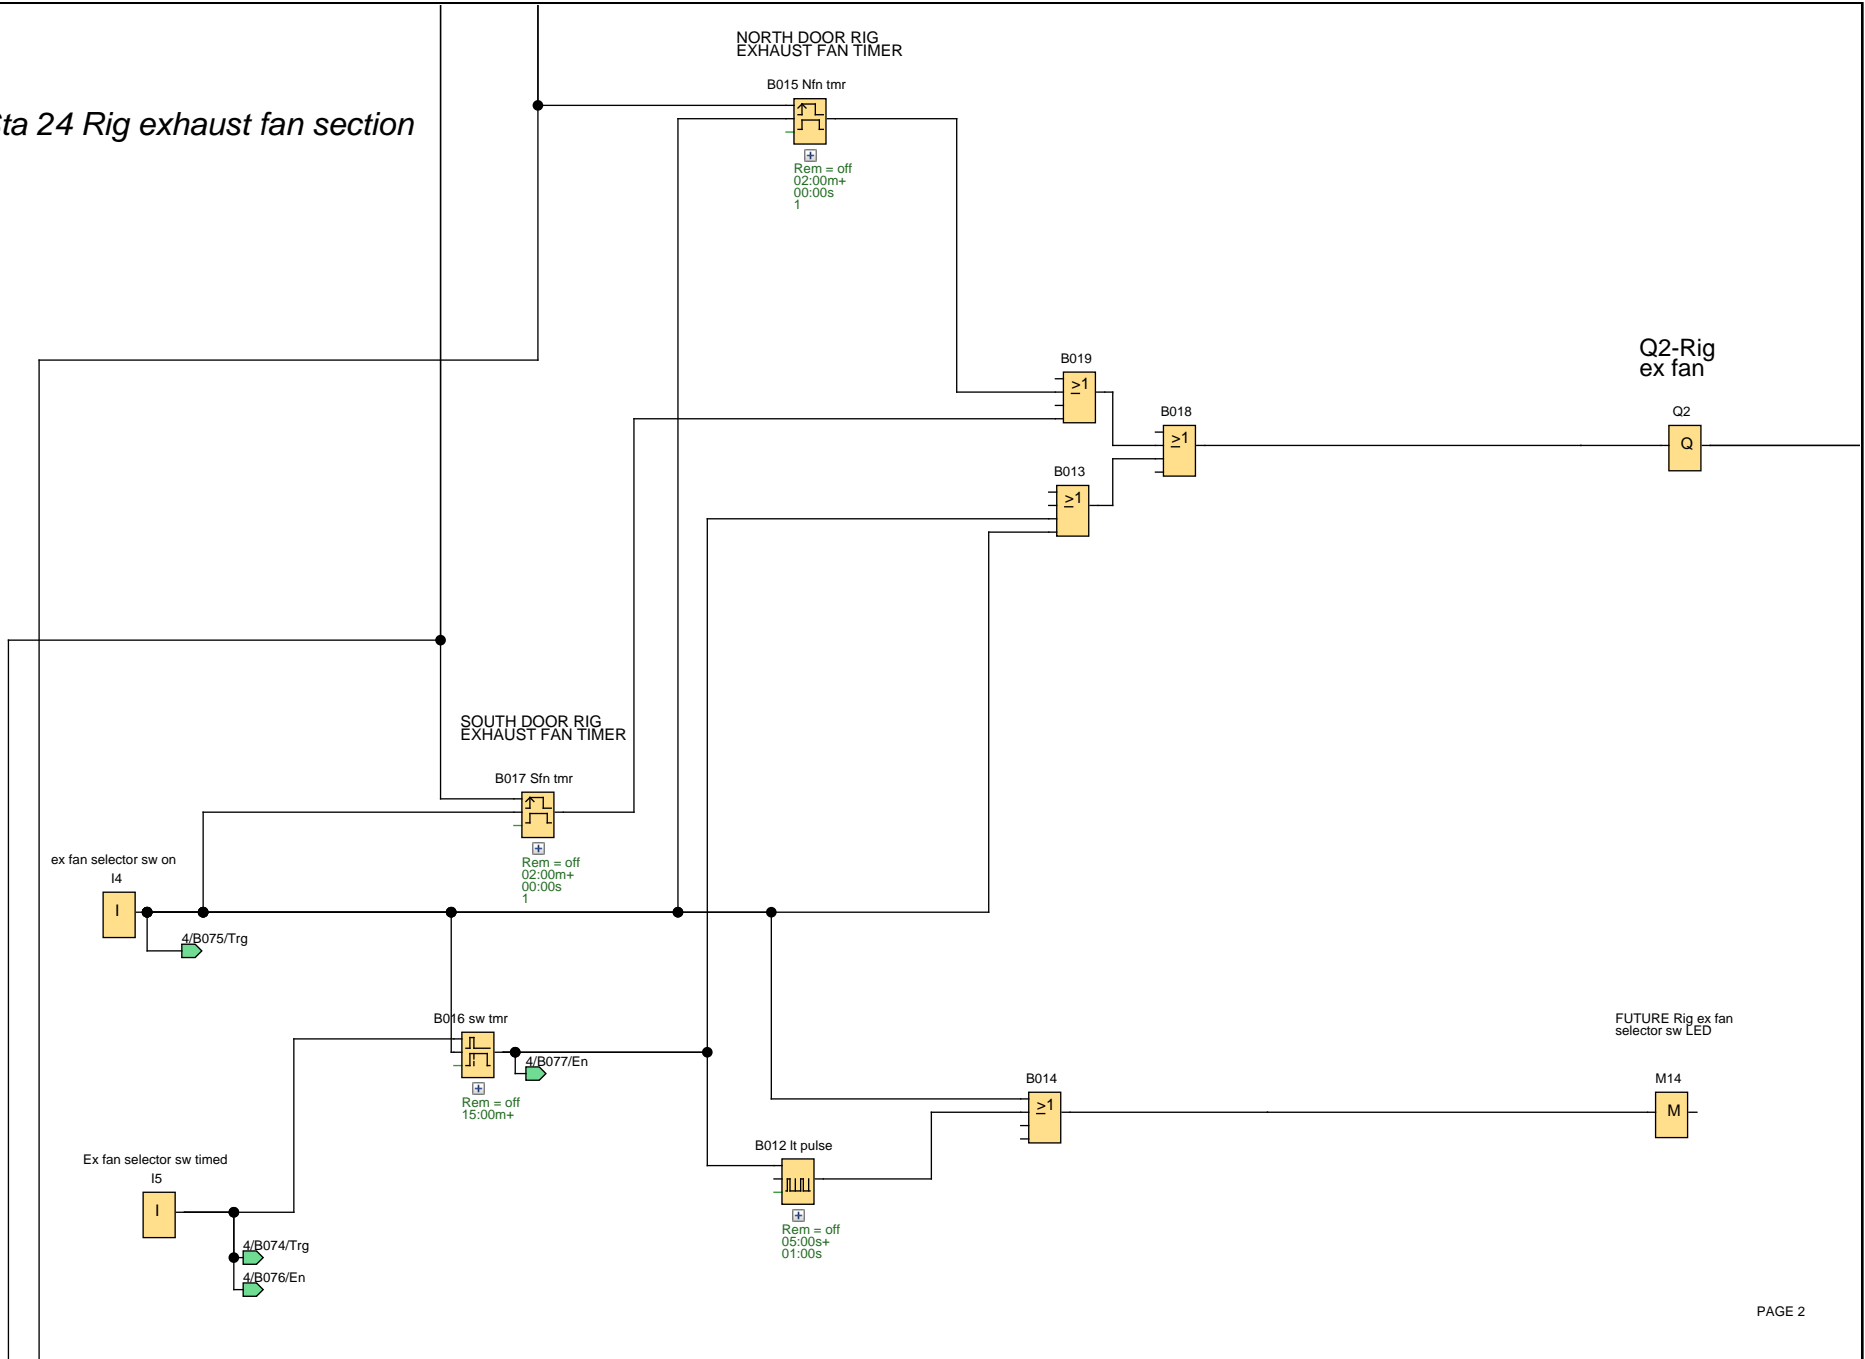 NORTH DOOR RIG
EXHAUST FAN TIMER
B015 Nfn tmr
ta 24 Rig exhaust fan section
Rem = off
02:00m+
00:00s
1
B019
≥1
Q2-Rig
ex fan
B018
≥1
Q2
Q
B013
≥1
SOUTH DOOR RIG
EXHAUST FAN TIMER
B017 Sfn tmr
Rem = off
02:00m+
00:00s
1
ex fan selector sw on
I4
I
4/B075/Trg
B016 sw tmr
4/B077/En
Rem = off
15:00m+
FUTURE Rig ex fan
selector sw LED
B014
≥1
M14
M
B012 lt pulse
Rem = off
05:00s+
01:00s
Ex fan selector sw timed
I5
I
4/B074/Trg
4/B076/En
PAGE 2